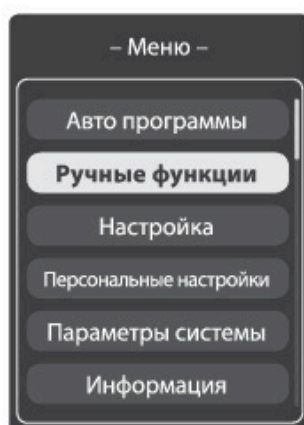 – Меню –
Авто программы
Ручные функции
Настройка
Персональные настройки
Параметры системы
Информация